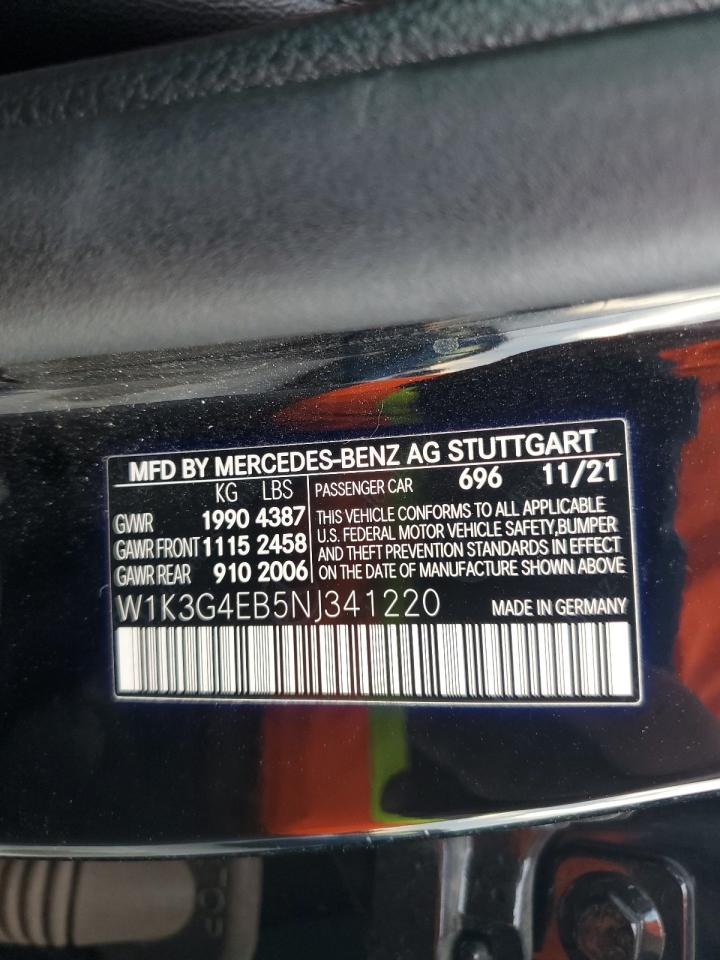 MFD BY MERCEDES-BENZ AG STUTTGART
KG LBS
GVWR 1990 4387
GAWR FRONT 1115 2458
GAWR REAR 910 2006
PASSENGER CAR 696 11/21
THIS VEHICLE CONFORMS TO ALL APPLICABLE
U.S. FEDERAL MOTOR VEHICLE SAFETY,BUMPER
AND THEFT PREVENTION STANDARDS IN EFFECT
ON THE DATE OF MANUFACTURE SHOWN ABOVE
W1K3G4EB5NJ341220 MADE IN GERMANY